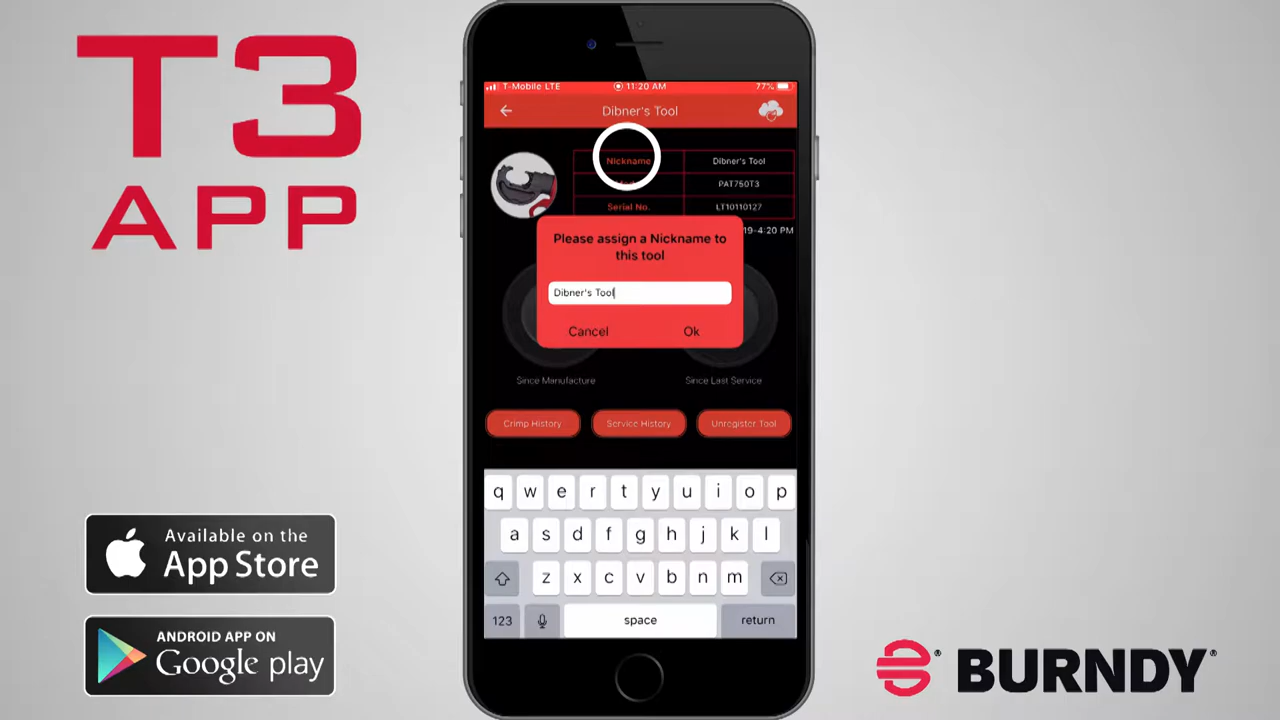 T3
APP
T-Mobile LTE 11:20 AM 77%
Dibner's Tool
Nickname Dibner's Tool
PAT750T3
Serial No. LT10110127
19-4:20 PM
Please assign a Nickname to
this tool
Dibner's Tool
Cancel Ok
Since Manufacture Since Last Service
Crimp History Service History Unregister Tool
q w e r t y u i o p
a s d f g h j k l
z x c v b n m
123 space return
Available on the
App Store
ANDROID APP ON
Google play
BURNDY®